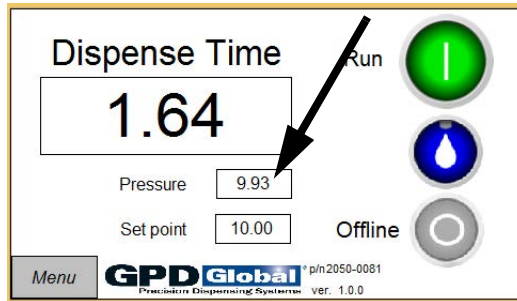 Dispense Time
Run
1.64
Pressure 9.93
Set point 10.00
Offline
Menu
GPD Global
Precision Dispensing Systems
p/n2050-0081
ver. 1.0.0